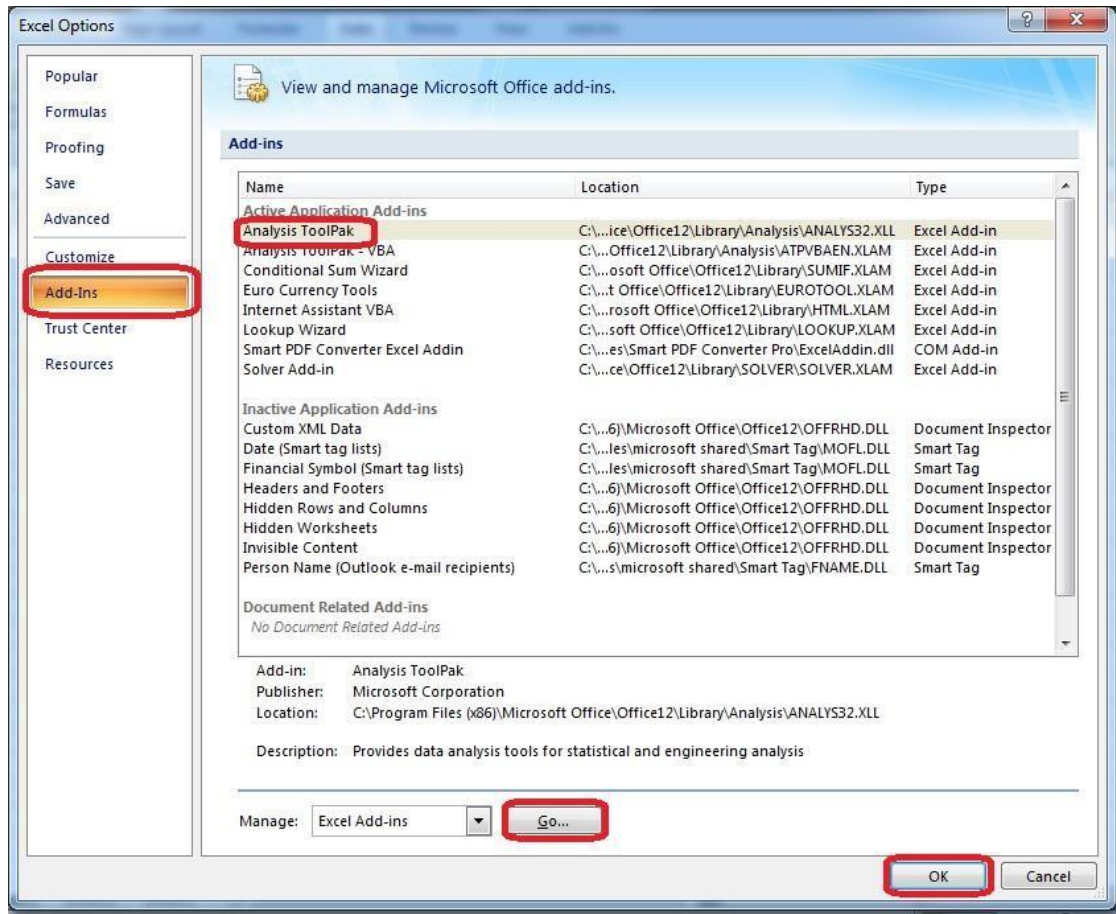 Excel Options
Popular
Formulas
Proofing
Save
Advanced
Customize
Add-Ins
Trust Center
Resources
View and manage Microsoft Office add-ins.
Add-ins
Name Location Type
Active Application Add-ins
Analysis ToolPak C:\...ice\Office12\Library\Analysis\ANALYS32.XLL Excel Add-in
Analysis ToolPak - VBA C:\...Office12\Library\Analysis\ATPVBAEN.XLAM Excel Add-in
Conditional Sum Wizard C:\...osoft Office\Office12\Library\SUMIF.XLAM Excel Add-in
Euro Currency Tools C:\...t Office\Office12\Library\EUROTOOL.XLAM Excel Add-in
Internet Assistant VBA C:\...rosoft Office\Office12\Library\HTML.XLAM Excel Add-in
Lookup Wizard C:\...soft Office\Office12\Library\LOOKUP.XLAM Excel Add-in
Smart PDF Converter Excel Addin C:\...es\Smart PDF Converter Pro\ExcelAddin.dll COM Add-in
Solver Add-in C:\...ce\Office12\Library\SOLVER\SOLVER.XLAM Excel Add-in
Inactive Application Add-ins
Custom XML Data C:\...6)\Microsoft Office\Office12\OFFRHD.DLL Document Inspector
Date (Smart tag lists) C:\...les\microsoft shared\Smart Tag\MOFL.DLL Smart Tag
Financial Symbol (Smart tag lists) C:\...les\microsoft shared\Smart Tag\MOFL.DLL Smart Tag
Headers and Footers C:\...6)\Microsoft Office\Office12\OFFRHD.DLL Document Inspector
Hidden Rows and Columns C:\...6)\Microsoft Office\Office12\OFFRHD.DLL Document Inspector
Hidden Worksheets C:\...6)\Microsoft Office\Office12\OFFRHD.DLL Document Inspector
Invisible Content C:\...6)\Microsoft Office\Office12\OFFRHD.DLL Document Inspector
Person Name (Outlook e-mail recipients) C:\...s\microsoft shared\Smart Tag\FNAME.DLL Smart Tag
Document Related Add-ins
No Document Related Add-ins
Add-in: Analysis ToolPak
Publisher: Microsoft Corporation
Location: C:\Program Files (x86)\Microsoft Office\Office12\Library\Analysis\ANALYS32.XLL
Description: Provides data analysis tools for statistical and engineering analysis
Manage: Excel Add-ins Go...
OK Cancel